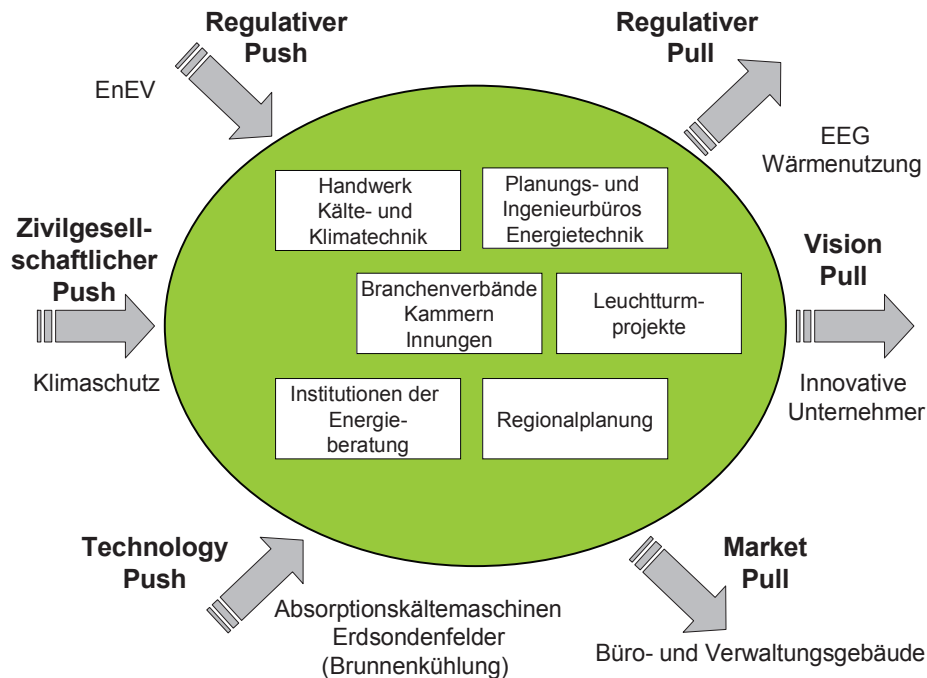 Regulativer
Push
EnEV
Regulativer
Pull
EEG
Wärmenutzung
Handwerk
Kälte- und
Klimatechnik
Planungs- und
Ingenieurbüros
Energietechnik
Zivilgesell-
schaftlicher
Push
Klimaschutz
Branchenverbände
Kammern
Innungen
Leuchtturm-
projekte
Vision
Pull
Innovative
Unternehmer
Institutionen der
Energie-
beratung
Regionalplanung
Technology
Push
Absorptionskältemaschinen
Erdsondenfelder
(Brunnenkühlung)
Market
Pull
Büro- und Verwaltungsgebäude